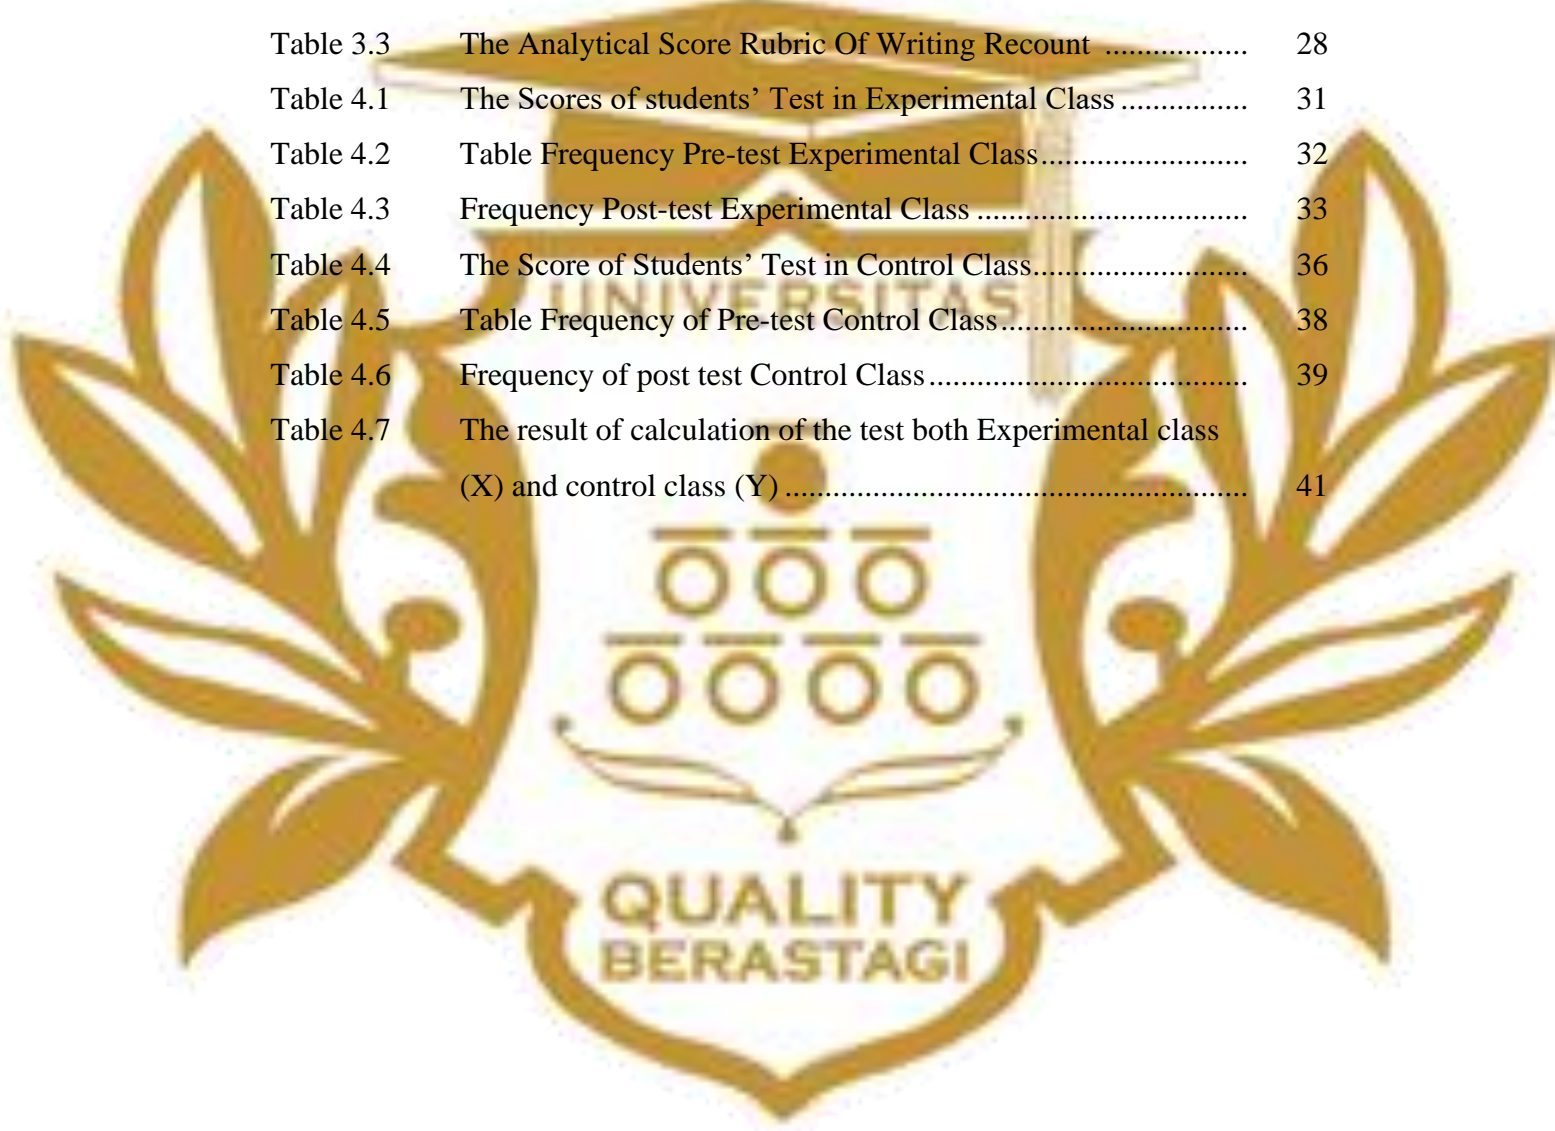 Table 3.3 The Analytical Score Rubric Of Writing Recount .................. 28
Table 4.1 The Scores of students’ Test in Experimental Class ................ 31
Table 4.2 Table Frequency Pre-test Experimental Class.......................... 32
Table 4.3 Frequency Post-test Experimental Class .................................. 33
Table 4.4 The Score of Students’ Test in Control Class........................... 36
Table 4.5 Table Frequency of Pre-test Control Class............................... 38
UNIVERSITAS
Table 4.6 Frequency of post test Control Class........................................ 39
Table 4.7 The result of calculation of the test both Experimental class
(X) and control class (Y) .......................................................... 41
QUALITY
BERASTAGI